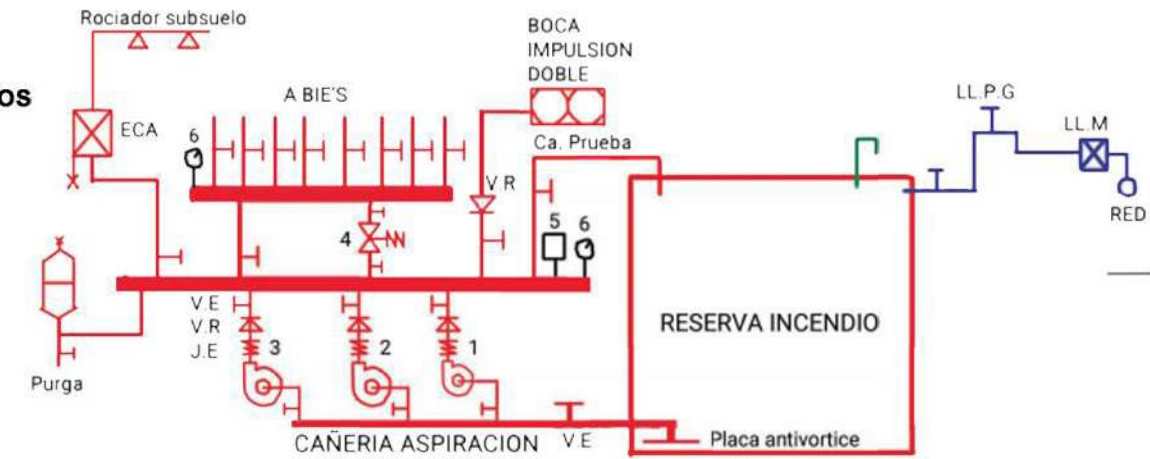 Rociador subsuelo
os
ECA
A BIE'S
BOCA
IMPULSION
DOBLE
Ca. Prueba
LL.P.G
LL.M
RED
6
V R
4
5
6
V.E
V.R
J.E
3
2
1
RESERVA INCENDIO
Purga
CAÑERIA ASPIRACION
V.E
Placa antivortice